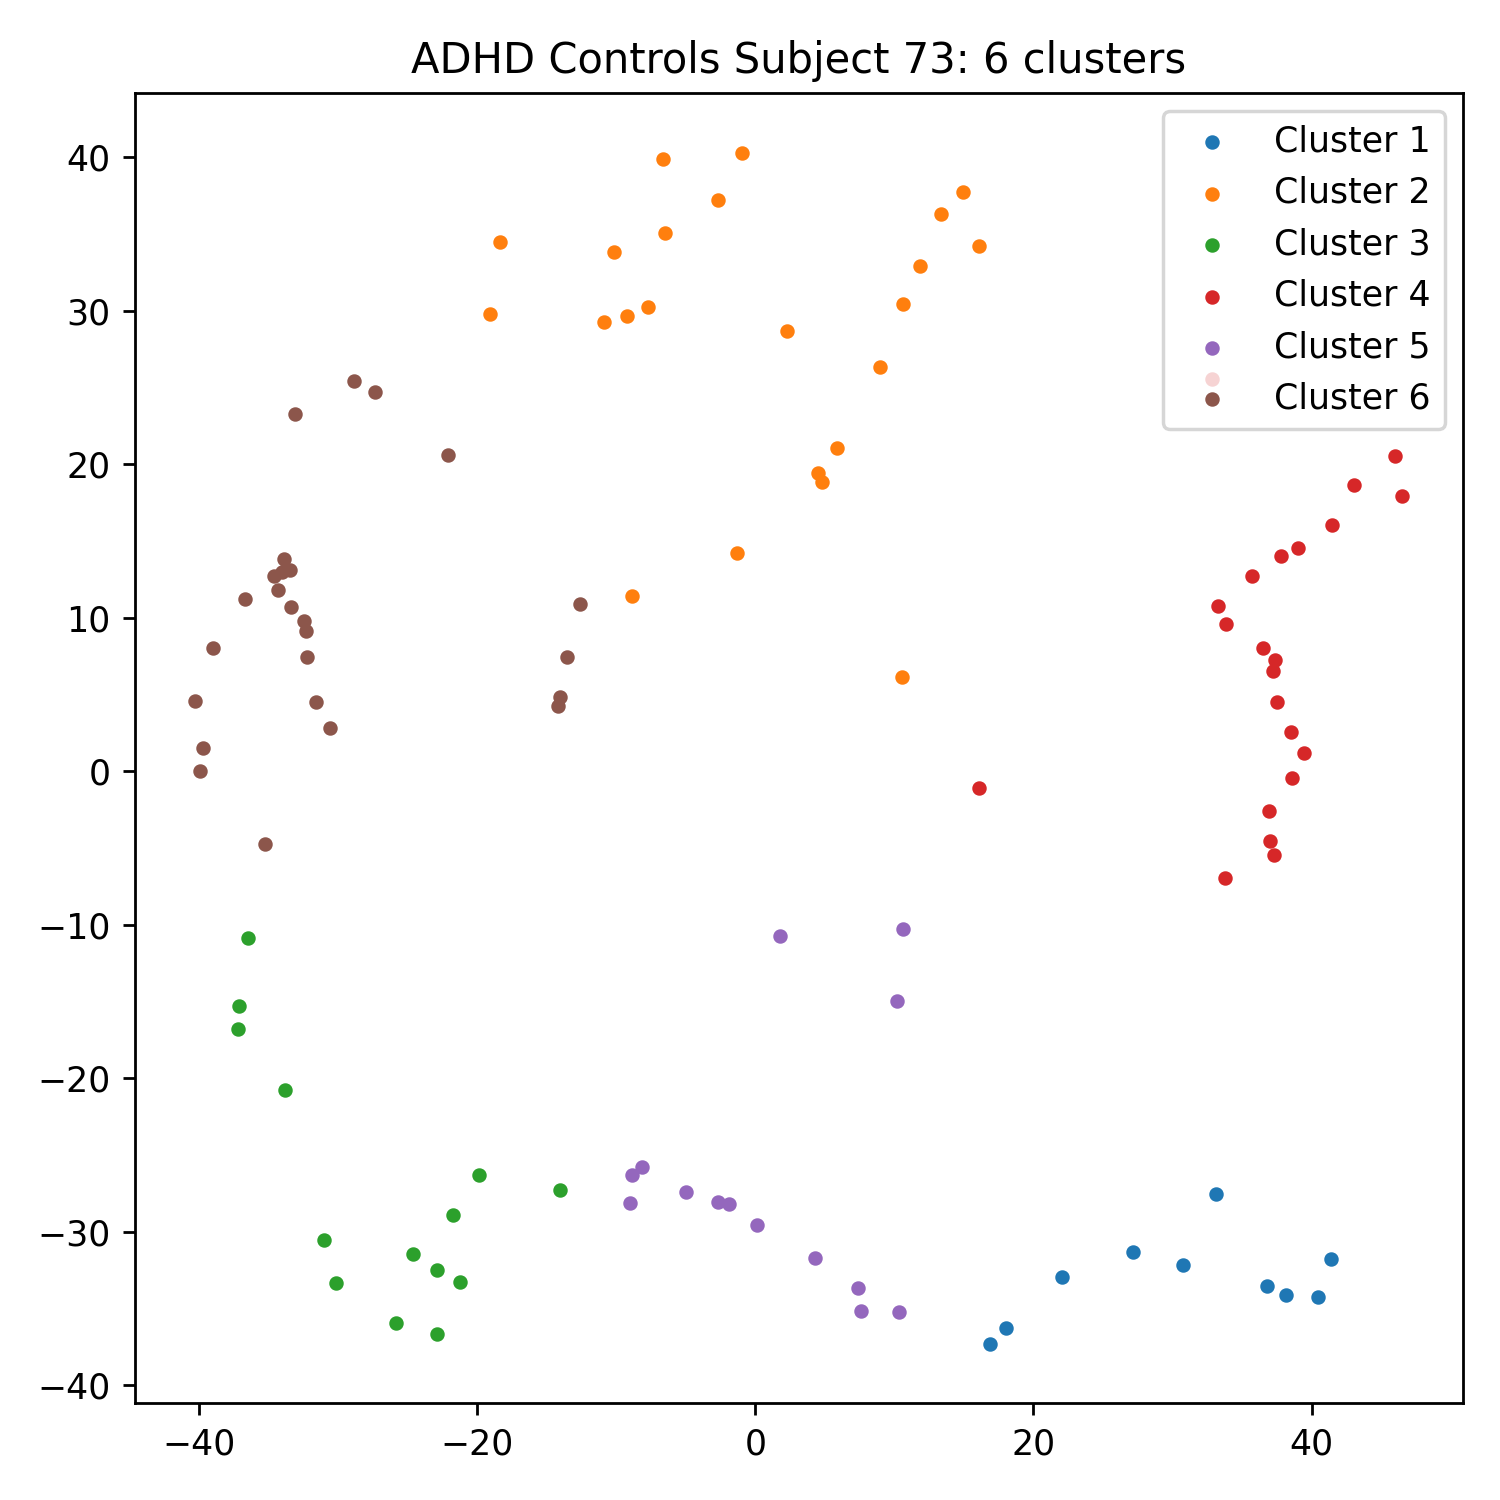 ADHD Controls Subject 73: 6 clusters
Cluster 1
Cluster 2
Cluster 3
Cluster 4
Cluster 5
Cluster 6
40
30
20
10
0
−10
−20
−30
−40
−40 −20 0 20 40